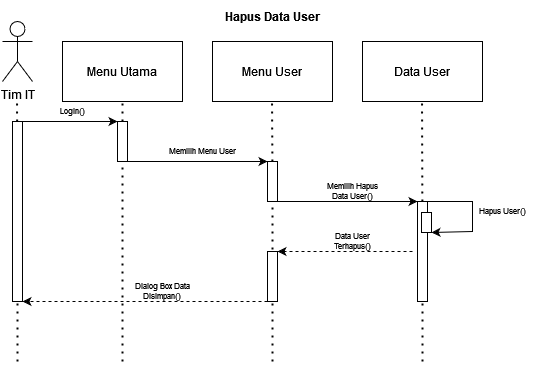 Hapus Data User
Menu Utama
Menu User
Data User
Tim IT
Login()
Memilih Menu User
Memilih Hapus
Data User()
Hapus User()
Data User
Terhapus()
Dialog Box Data
Disimpan()